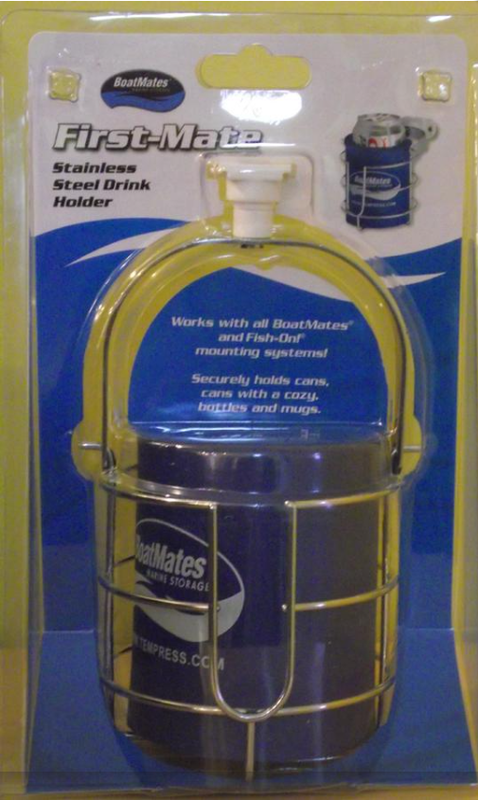 BoatMates
First-Mate
Stainless
Steel Drink
Holder
BoatMates
Works with all BoatMates®
and Fish-On!®
mounting systems!
Securely holds cans,
cans with a cozy,
bottles and mugs.
BoatMates
MARINE STORAGE
TEMPRESS.COM